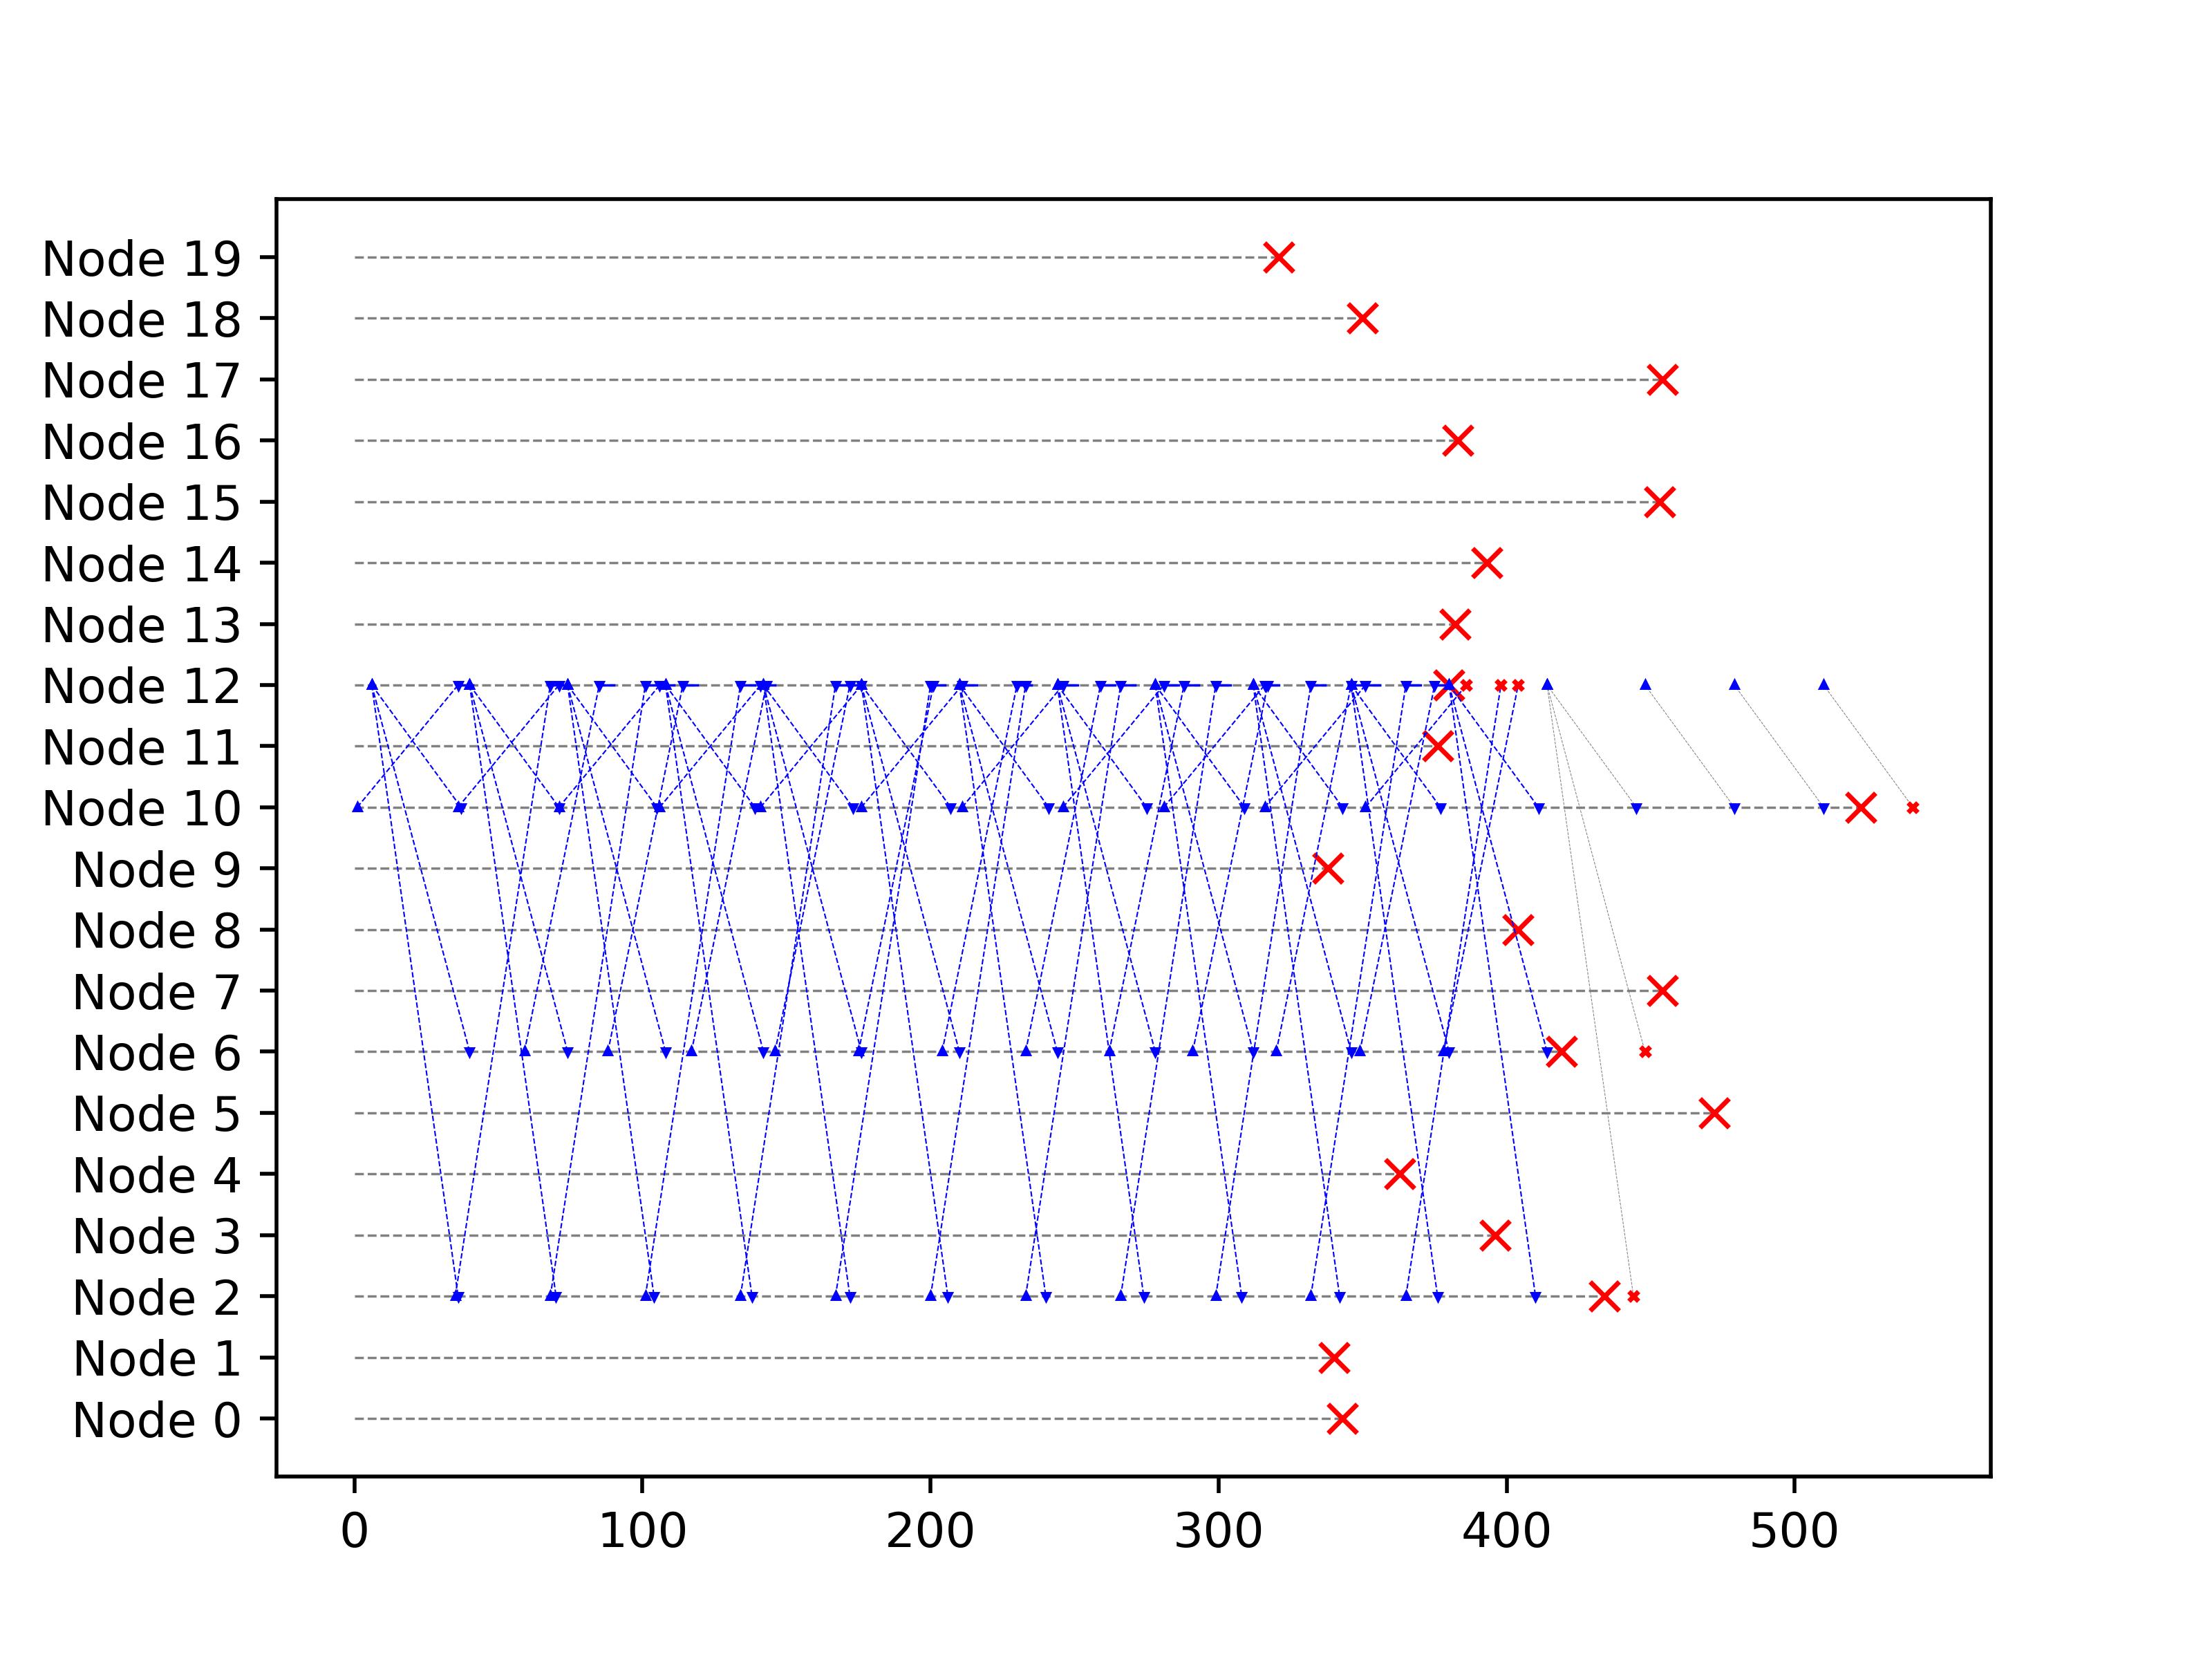 Node 19
Node 18
Node 17
Node 16
Node 15
Node 14
Node 13
Node 12
Node 11
Node 10
Node 9
Node 8
Node 7
Node 6
Node 5
Node 4
Node 3
Node 2
Node 1
Node 0
0 100 200 300 400 500